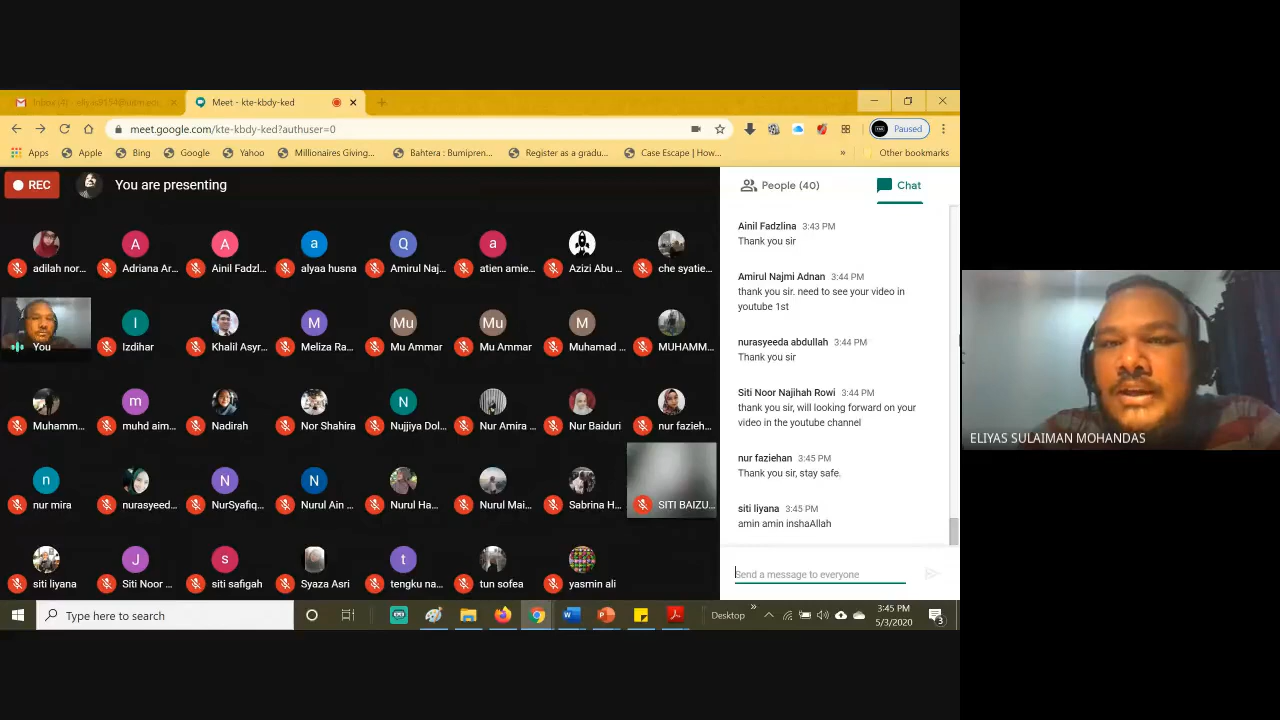 Meet - kte-kbdy-ked
meet.google.com/kte-kbdy-ked?authuser=0
Paused
Apps Apple Bing Google Yahoo Millionaires Giving... Bahtera : Bumipren... Register as a gradu... Case Escape | How... » Other bookmarks
REC You are presenting
People (40) Chat
adilah nor... Adriana Ar... Ainil Fadzl... alyaa husna Amirul Naj... atien amie... Azizi Abu ... che syatie...
You Izdihar Khalil Asyr... Meliza Ra... Mu Ammar Mu Ammar Muhamad ... MUHAMM...
Muhamm... muhd aim... Nadirah Nor Shahira Nujjiya Dol... Nur Amira ... Nur Baiduri nur fazieh...
nur mira nurasyeed... NurSyafiq... Nurul Ain ... Nurul Ha... Nurul Mai... Sabrina H... SITI BAIZU...
siti liyana Siti Noor ... siti safigah Syaza Asri tengku na... tun sofea yasmin ali
Ainil Fadzlina 3:43 PM
Thank you sir
Amirul Najmi Adnan 3:44 PM
thank you sir. need to see your video in
youtube 1st
nurasyeeda abdullah 3:44 PM
Thank you sir
Siti Noor Najihah Rowi 3:44 PM
thank you sir, will looking forward on your
video in the youtube channel
nur faziehan 3:45 PM
Thank you sir, stay safe.
siti liyana 3:45 PM
amin amin inshaAllah
Send a message to everyone
ELIYAS SULAIMAN MOHANDAS
Type here to search
Desktop »
3:45 PM
5/3/2020
3